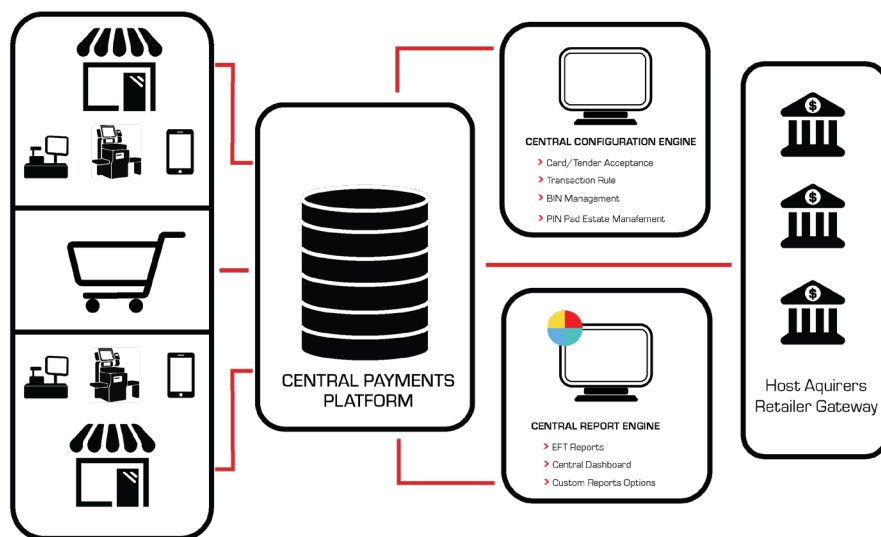 CENTRAL PAYMENTS
PLATFORM
CENTRAL CONFIGURATION ENGINE
> Card/Tender Acceptance
> Transaction Rule
> BIN Management
> PIN Pad Estate Manafement
CENTRAL REPORT ENGINE
> EFT Reports
> Central Dashboard
> Custom Reports Options
$
$
$
Host Aquirers
Retailer Gateway